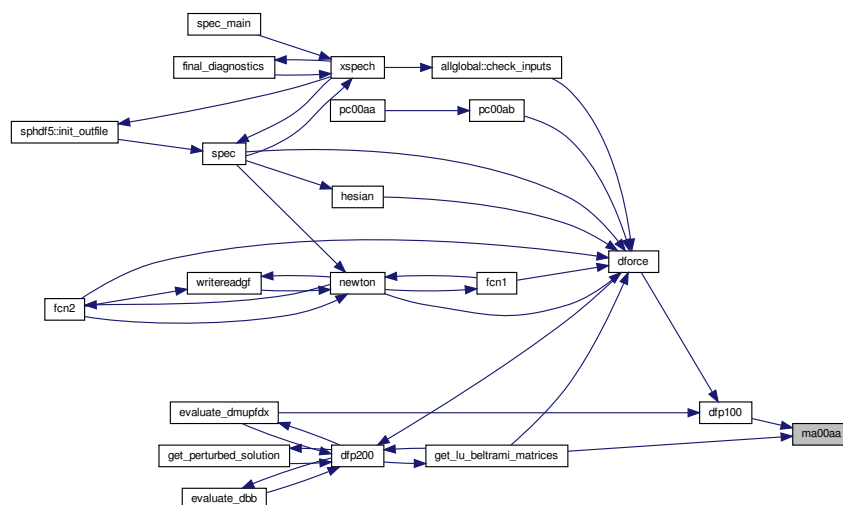 spec_main
final_diagnostics
xspech
allglobal::check_inputs
pc00aa
pc00ab
sphdf5::init_outfile
spec
hesian
dforce
writereadgf
newton
fcn1
fcn2
evaluate_dmupfdx
dfp100
ma00aa
get_perturbed_solution
dfp200
get_lu_beltrami_matrices
evaluate_dbb